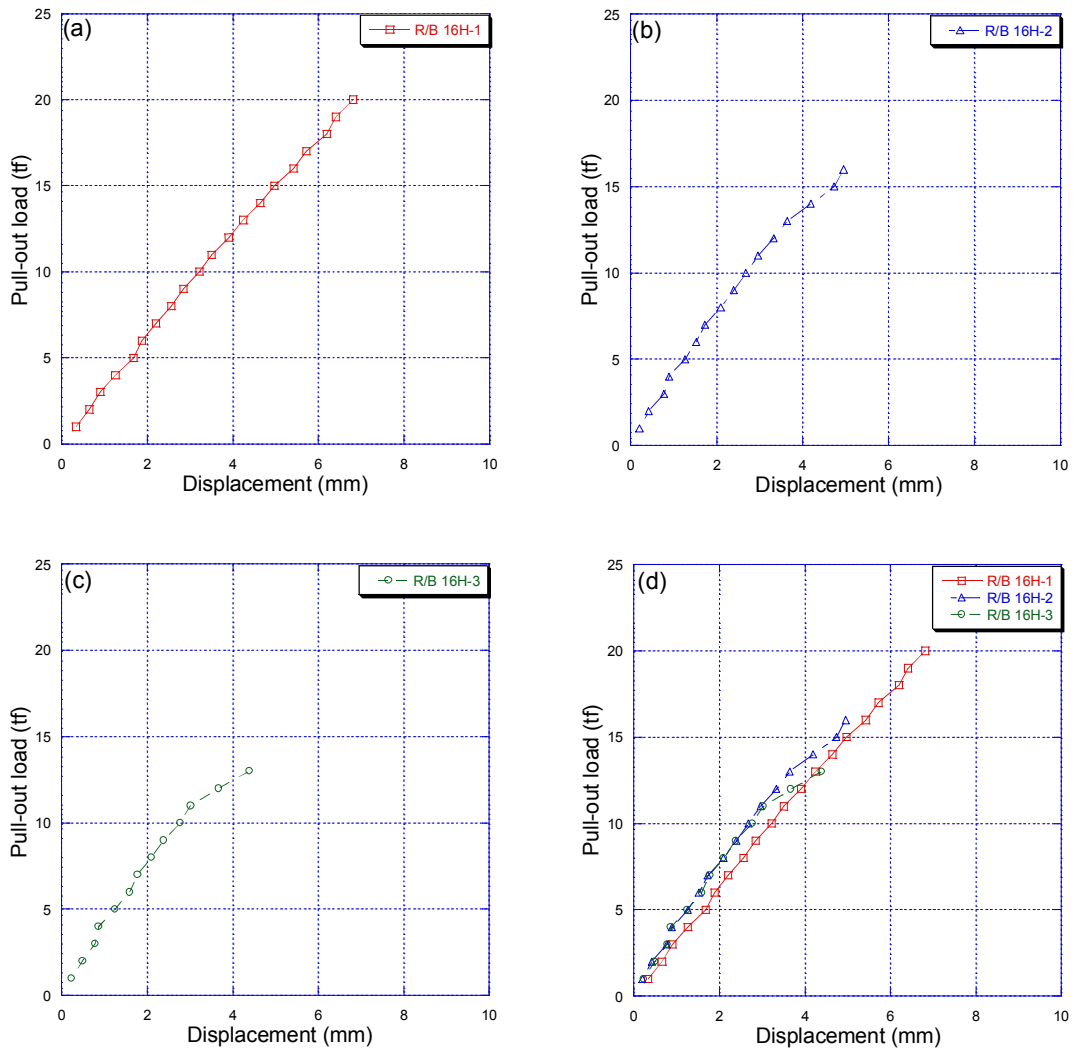 (a)
R/B 16H-1
25
20
15
10
5
0
Pull-out load (tf)
0 2 4 6 8 10
Displacement (mm)
(b)
R/B 16H-2
25
20
15
10
5
0
Pull-out load (tf)
0 2 4 6 8 10
Displacement (mm)
(c)
R/B 16H-3
25
20
15
10
5
0
Pull-out load (tf)
0 2 4 6 8 10
Displacement (mm)
(d)
R/B 16H-1
R/B 16H-2
R/B 16H-3
25
20
15
10
5
0
Pull-out load (tf)
0 2 4 6 8 10
Displacement (mm)